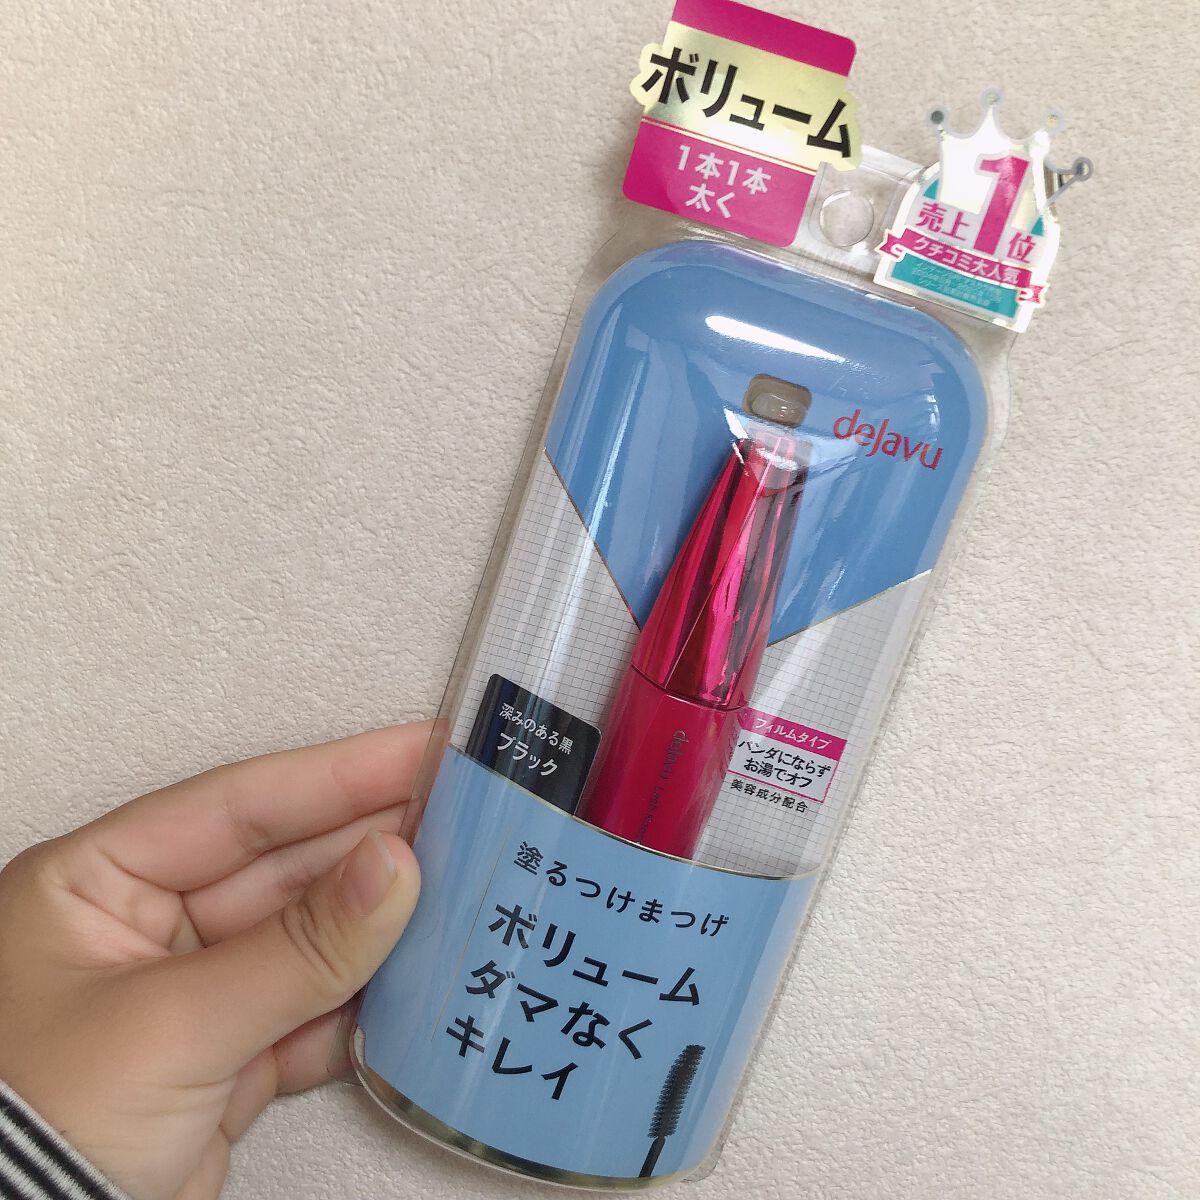 ボリューム
1本1本
太く
売上1位
クチコミ大人気
dejavu
深みのある黒
ブラック
dejavu
フィルムタイプ
パンダにならず
お湯でオフ
美容成分配合
塗るつけまつげ
ボリューム
ダマなく
キレイ